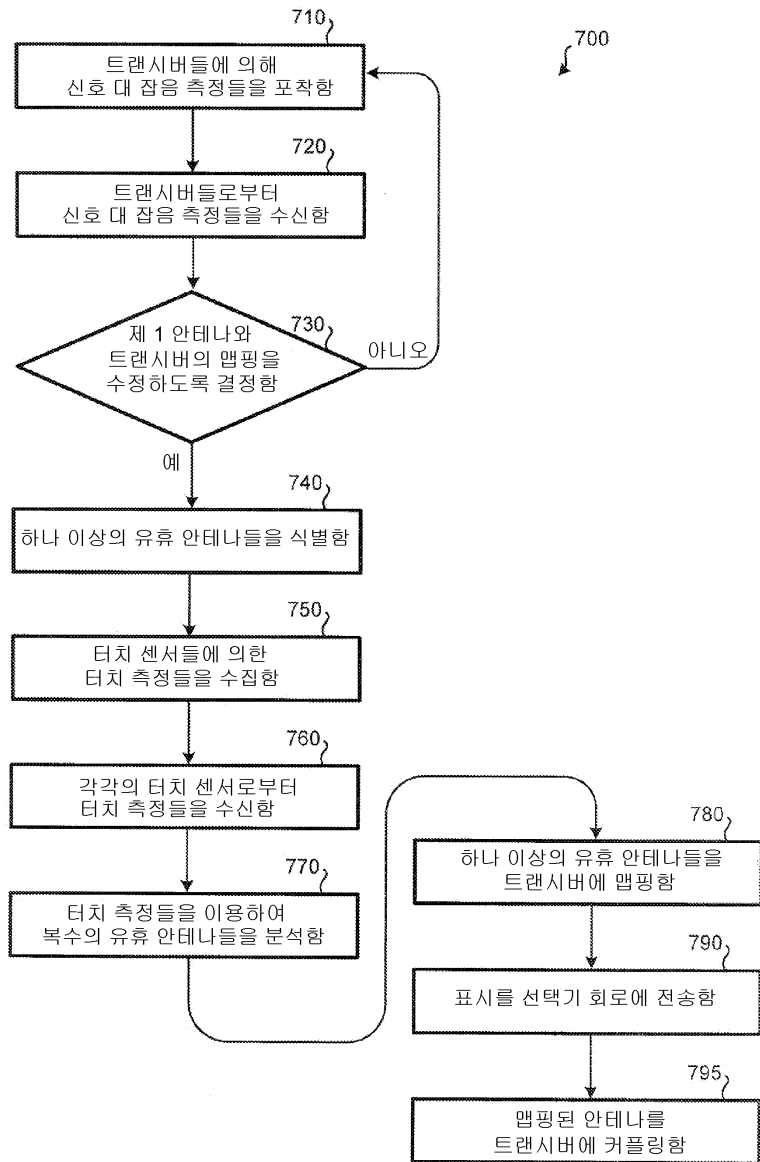 700
710
트랜시버들에 의해
신호 대 잡음 측정들을 포착함
720
트랜시버들로부터
신호 대 잡음 측정들을 수신함
730
제 1 안테나와
트랜시버의 맵핑을
수정하도록 결정함
아니오
예
740
하나 이상의 유휴 안테나들을 식별함
750
터치 센서들에 의한
터치 측정들을 수집함
760
각각의 터치 센서로부터
터치 측정들을 수신함
770
터치 측정들을 이용하여
복수의 유휴 안테나들을 분석함
780
하나 이상의 유휴 안테나들을
트랜시버에 맵핑함
790
표시를 선택기 회로에 전송함
795
맵핑된 안테나를
트랜시버에 커플링함